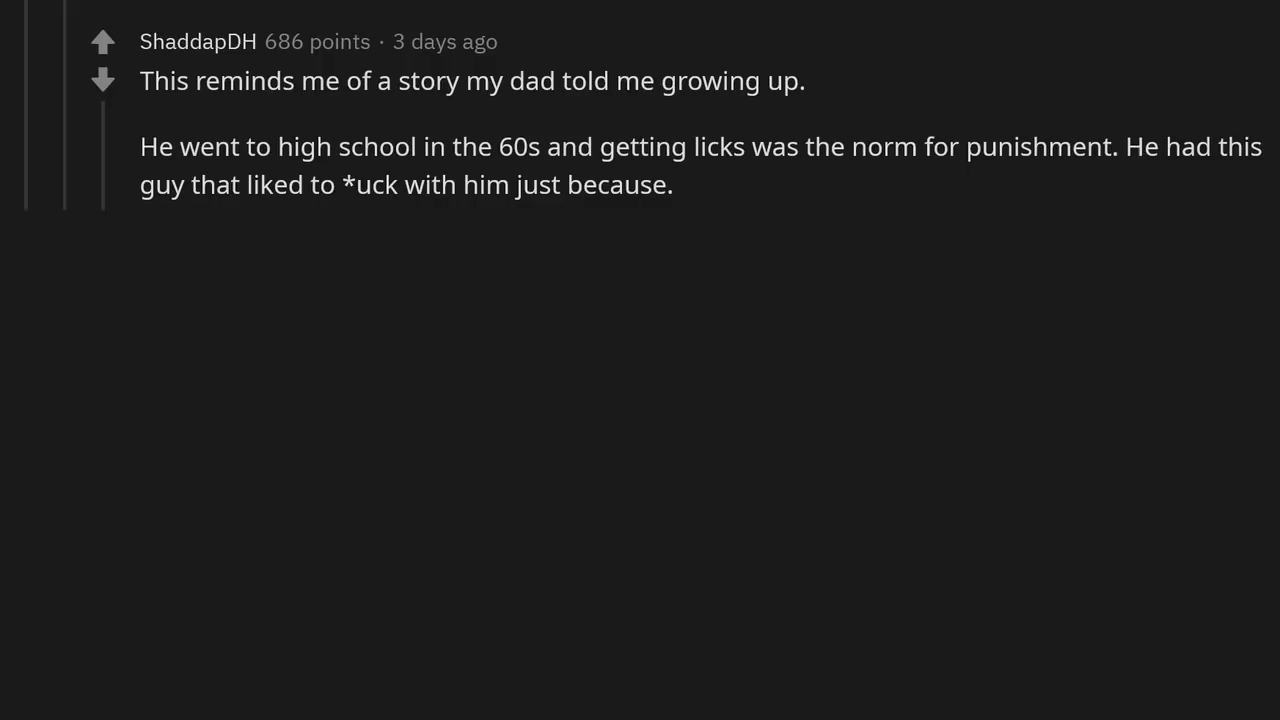 ShaddapDH 686 points · 3 days ago
This reminds me of a story my dad told me growing up.
He went to high school in the 60s and getting licks was the norm for punishment. He had this
guy that liked to *uck with him just because.